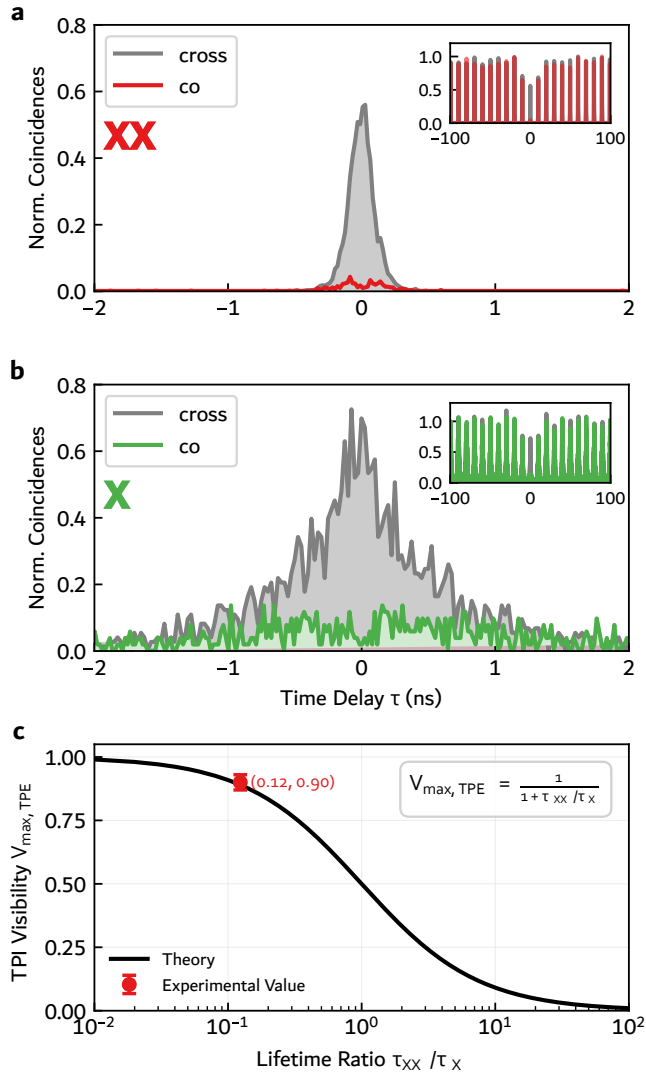 a
cross
co
XX
Norm. Coincidences
0.8
0.6
0.4
0.2
0.0
−2
−1
0
1
2
1.0
0.5
0.0
−100
0
100
b
cross
co
X
Norm. Coincidences
0.8
0.6
0.4
0.2
0.0
−2
−1
0
1
2
Time Delay τ (ns)
1.0
0.5
0.0
−100
0
100
c
TPI Visibility V_max, TPE
1.00
0.75
0.50
0.25
0.00
(0.12, 0.90)
V_max, TPE = 1 / (1 + τ_XX /τ_X)
Theory
Experimental Value
10^−2
10^−1
10^0
10^1
10^2
Lifetime Ratio τ_XX /τ_X